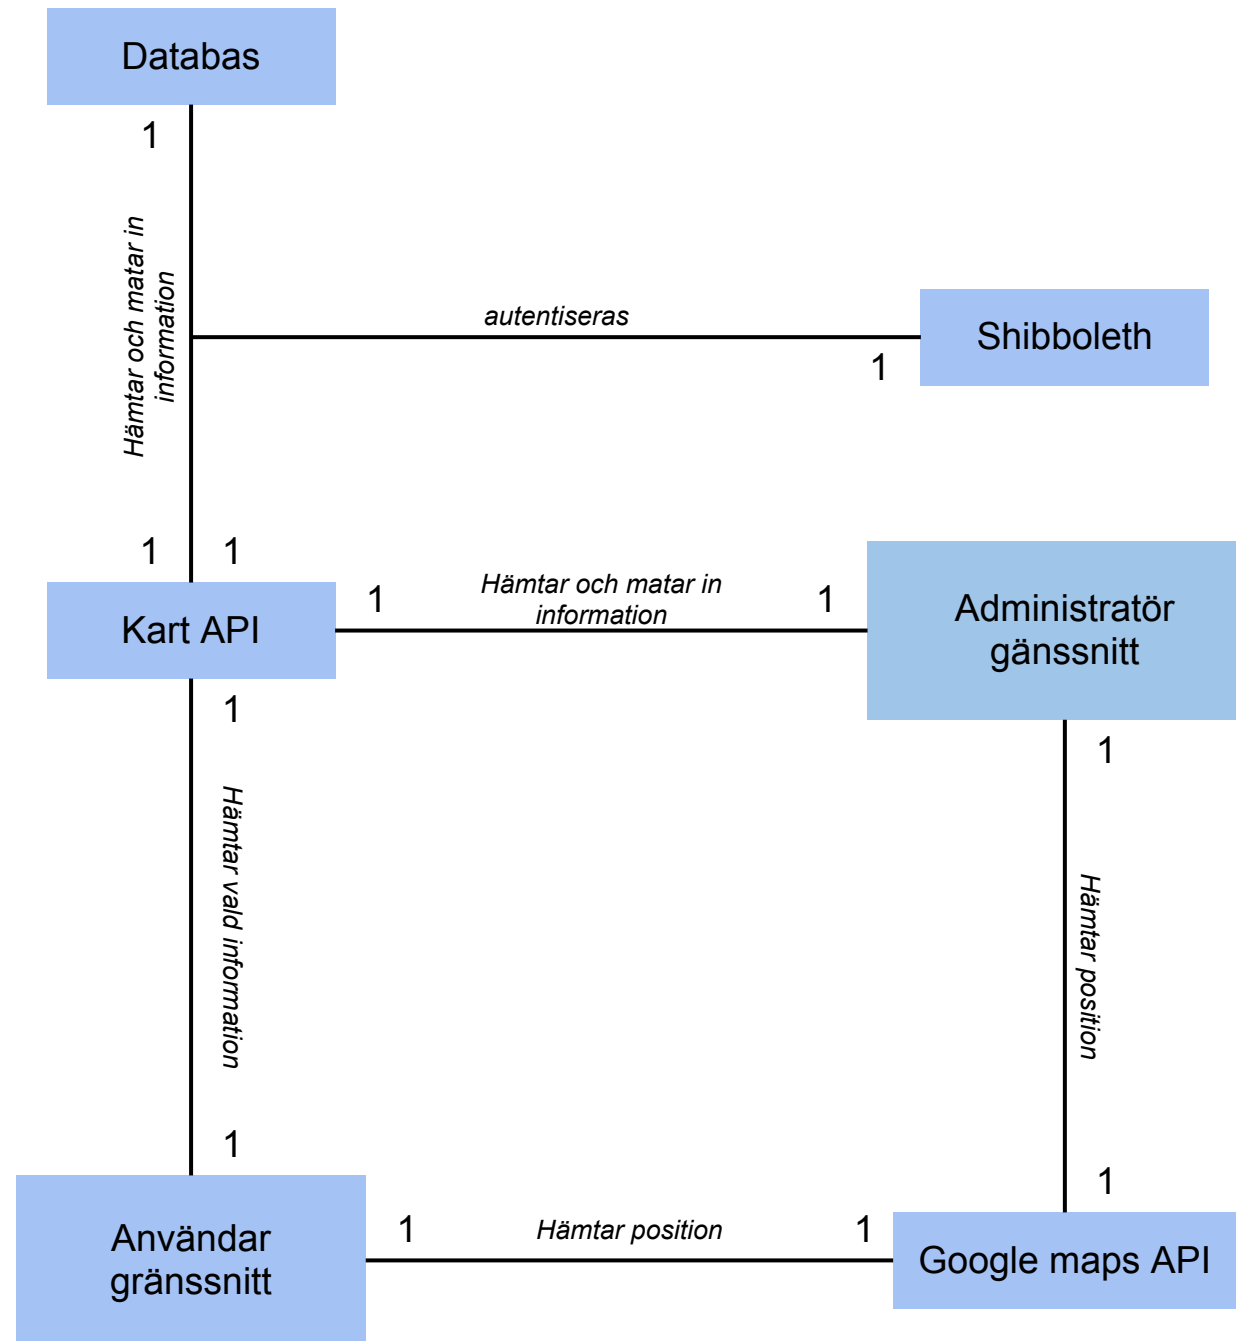 Databas
1
Hämtar och matar in
information
autentiseras
Shibboleth
1
1
1
Kart API
1
Hämtar och matar in
information
1
Administratör
gänssnitt
1
1
Hämtar vald information
Hämtar position
1
1
Användar
gränssnitt
1
Hämtar position
1
Google maps API